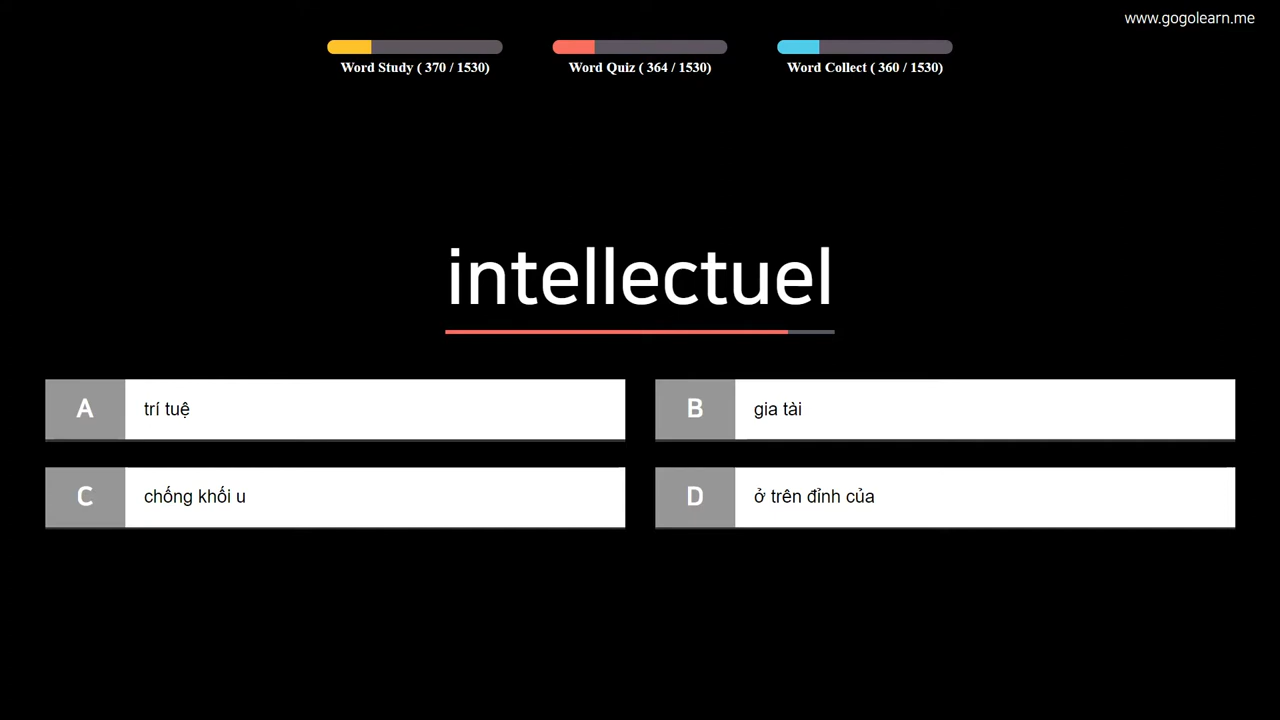 www.gogolearn.me
Word Study ( 370 / 1530)
Word Quiz ( 364 / 1530)
Word Collect ( 360 / 1530)
intellectuel
A trí tuệ
B gia tài
C chống khối u
D ở trên đỉnh của